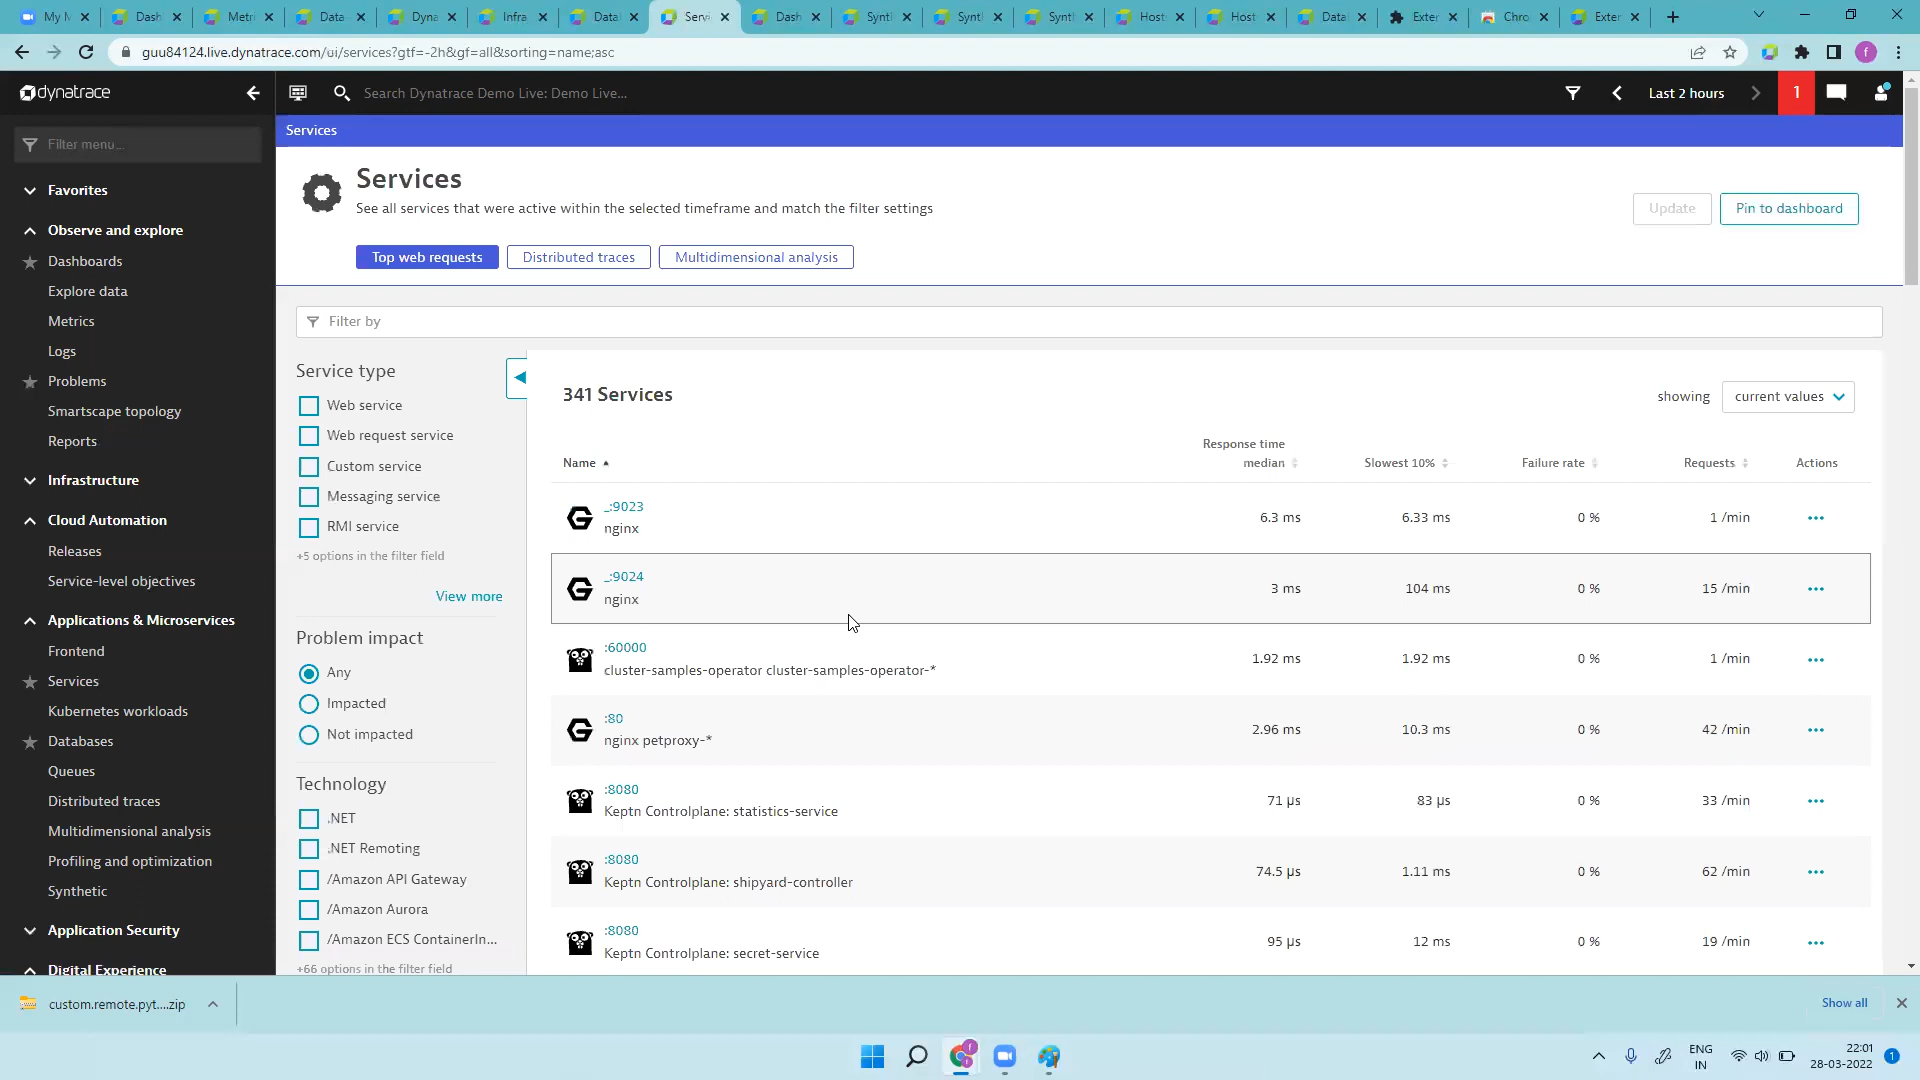 My M
Dash
Metri
Data
Dyna
Infra
Data
Servi
Dash
Synth
Synth
Synth
Host
Host
Data
Exter
Chro
Exter
guu84124.live.dynatrace.com/ui/services?gtf=-2h&gf=all&sorting=name;asc
f
dynatrace
Search Dynatrace Demo Live: Demo Live...
Last 2 hours
1
Filter menu...
Services
Favorites
Observe and explore
Dashboards
Explore data
Metrics
Logs
Problems
Smartscape topology
Reports
Infrastructure
Cloud Automation
Releases
Service-level objectives
Applications & Microservices
Frontend
Services
Kubernetes workloads
Databases
Queues
Distributed traces
Multidimensional analysis
Profiling and optimization
Synthetic
Application Security
Digital Experience
Services
See all services that were active within the selected timeframe and match the filter settings
Update
Pin to dashboard
Top web requests
Distributed traces
Multidimensional analysis
Filter by
Service type
Web service
Web request service
Custom service
Messaging service
RMI service
+5 options in the filter field
View more
Problem impact
Any
Impacted
Not impacted
Technology
.NET
.NET Remoting
/Amazon API Gateway
/Amazon Aurora
/Amazon ECS ContainerIn...
+66 options in the filter field
341 Services
showing
current values
Name
Response time median
Slowest 10%
Failure rate
Requests
Actions
_:9023
nginx
6.3 ms 6.33 ms 0 % 1 /min
_:9024
nginx
3 ms 104 ms 0 % 15 /min
:60000
cluster-samples-operator cluster-samples-operator-*
1.92 ms 1.92 ms 0 % 1 /min
:80
nginx petproxy-*
2.96 ms 10.3 ms 0 % 42 /min
:8080
Keptn Controlplane: statistics-service
71 µs 83 µs 0 % 33 /min
:8080
Keptn Controlplane: shipyard-controller
74.5 µs 1.11 ms 0 % 62 /min
:8080
Keptn Controlplane: secret-service
95 µs 12 ms 0 % 19 /min
custom.remote.pyt....zip
Show all
ENG
IN
22:01
28-03-2022
1